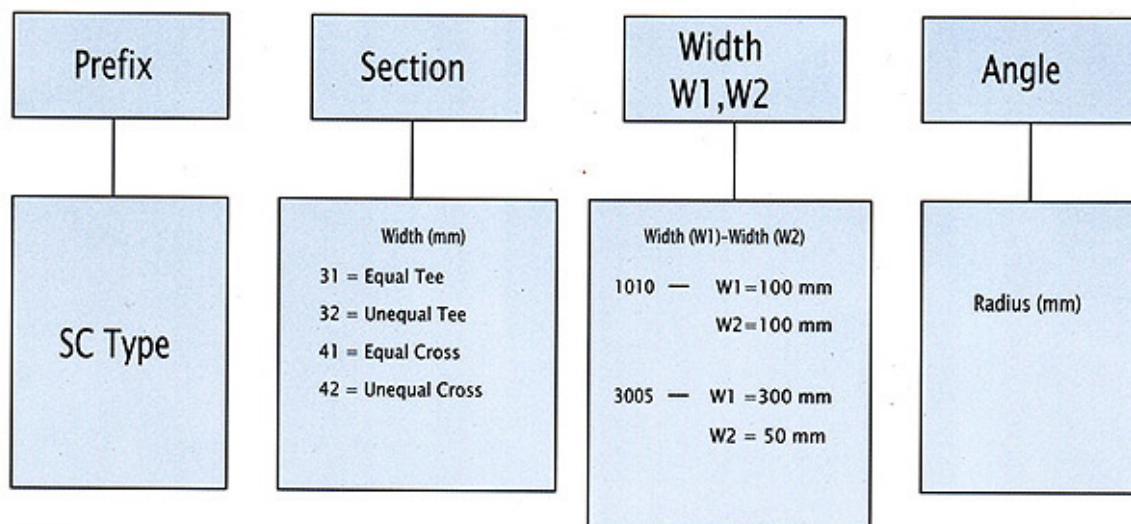 Prefix
Section
Width
W1,W2
Angle
SC Type
Width (mm)
31 = Equal Tee
32 = Unequal Tee
41 = Equal Cross
42 = Unequal Cross
Width (W1)-Width (W2)
1010 — W1=100 mm
W2=100 mm
3005 — W1 =300 mm
W2 = 50 mm
Radius (mm)